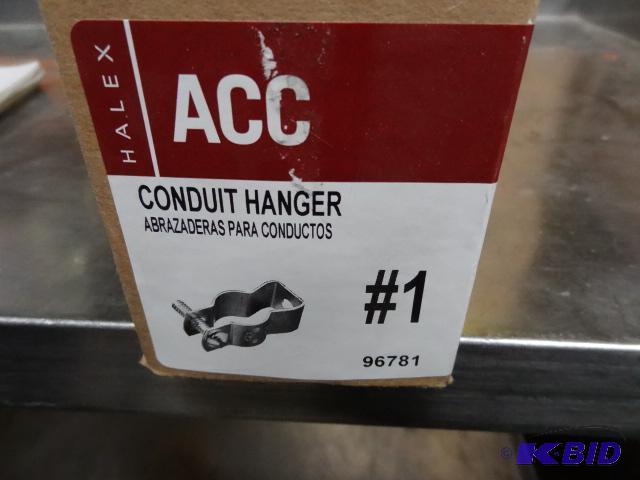 HALEX
ACC
CONDUIT HANGER
ABRAZADERAS PARA CONDUCTOS
#1
96781
© K-BID